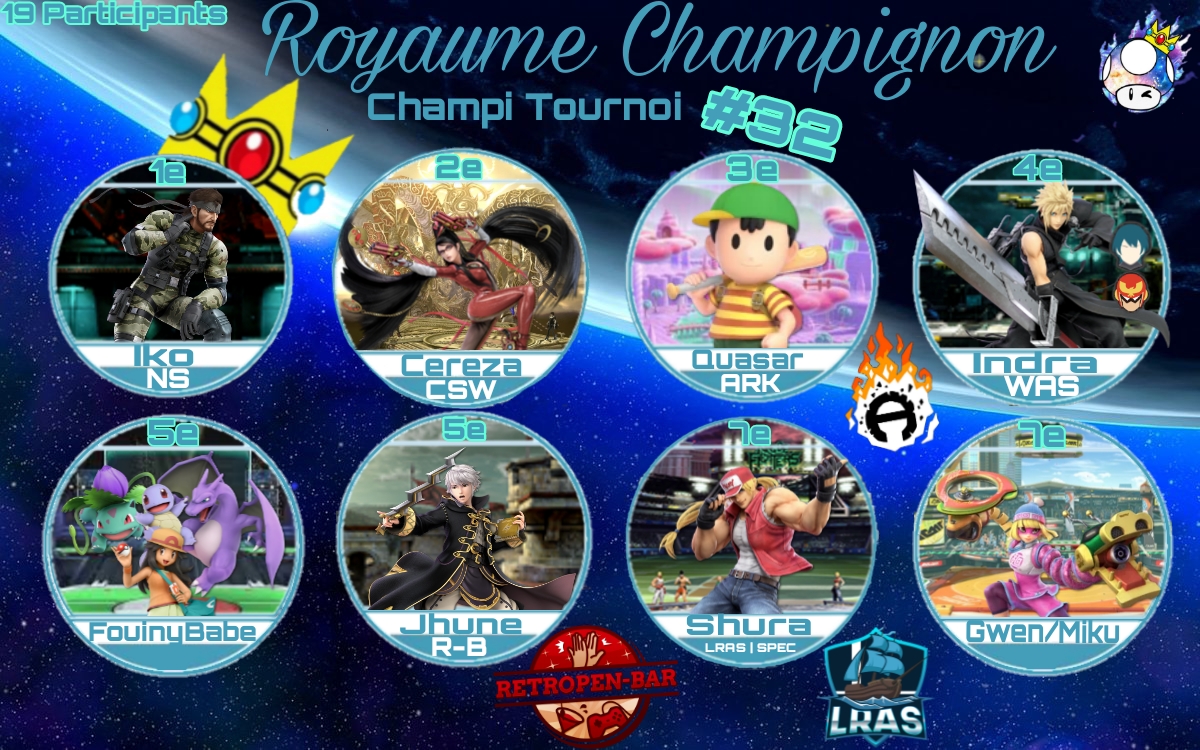 19 Participants
Royaume Champignon
Champi Tournoi #32
1e
Iko
NS
2e
Cereza
CSW
3e
Quasar
ARK
4e
Indra
WAS
5e
FouinyBabe
5e
Jhune
R-B
7e
Shura
LRAS | SPEC
7e
Gwen/Miku
A
RETROPEN-BAR
LRAS